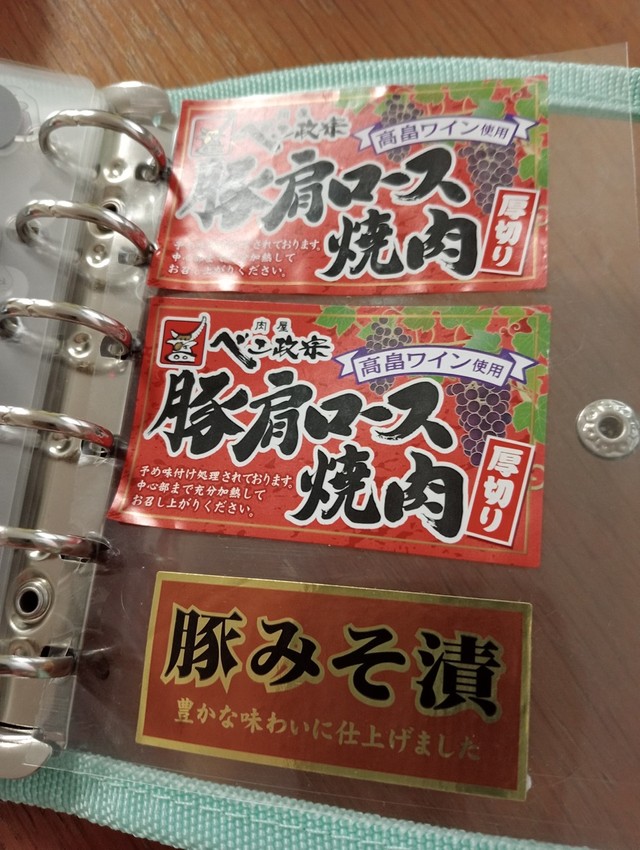 べこ政宗
高畠ワイン使用
豚肩ロース
焼肉
厚切り
予め味付け処理されております。
中心部まで充分加熱して
お召し上がりください。
肉屋
べこ政宗
高畠ワイン使用
豚肩ロース
焼肉
厚切り
予め味付け処理されております。
中心部まで充分加熱して
お召し上がりください。
豚みそ漬
豊かな味わいに仕上げました